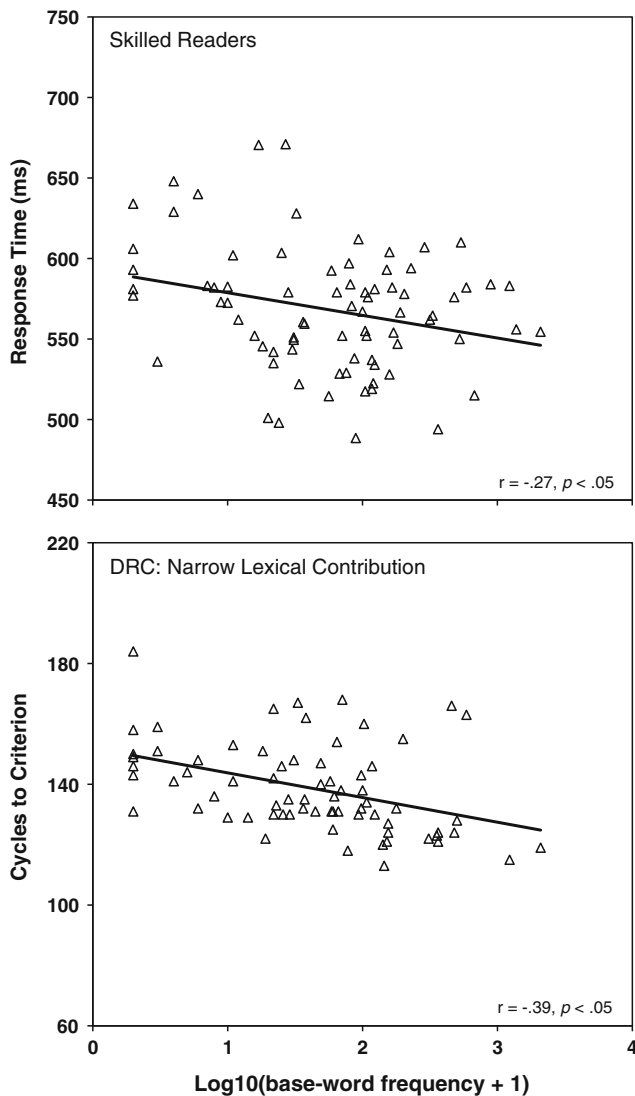 750
Skilled Readers
700
650
600
550
500
450
Response Time (ms)
r = -.27, p < .05
220
DRC: Narrow Lexical Contribution
180
140
100
60
Cycles to Criterion
r = -.39, p < .05
0 1 2 3 4
Log10(base-word frequency + 1)